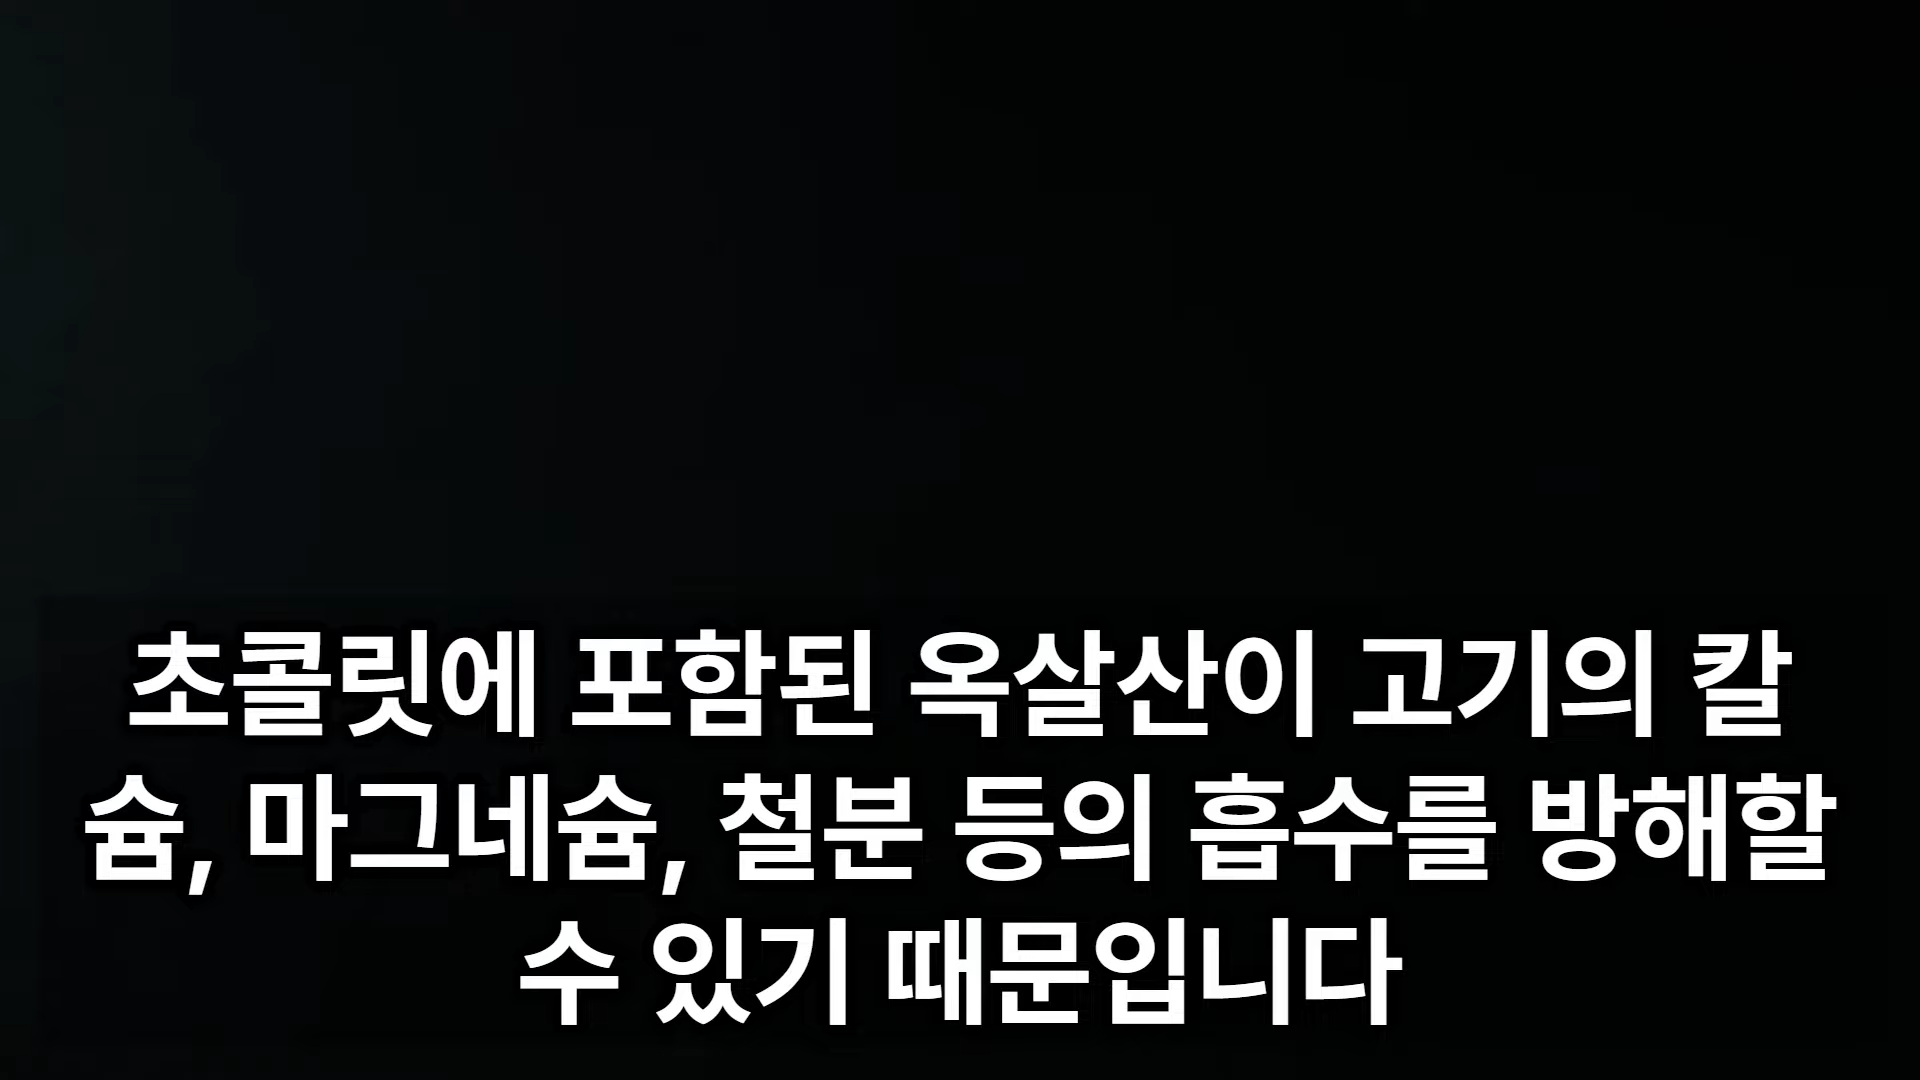 초콜릿에 포함된 옥살산이 고기의 칼
슘, 마그네슘, 철분 등의 흡수를 방해할
수 있기 때문입니다